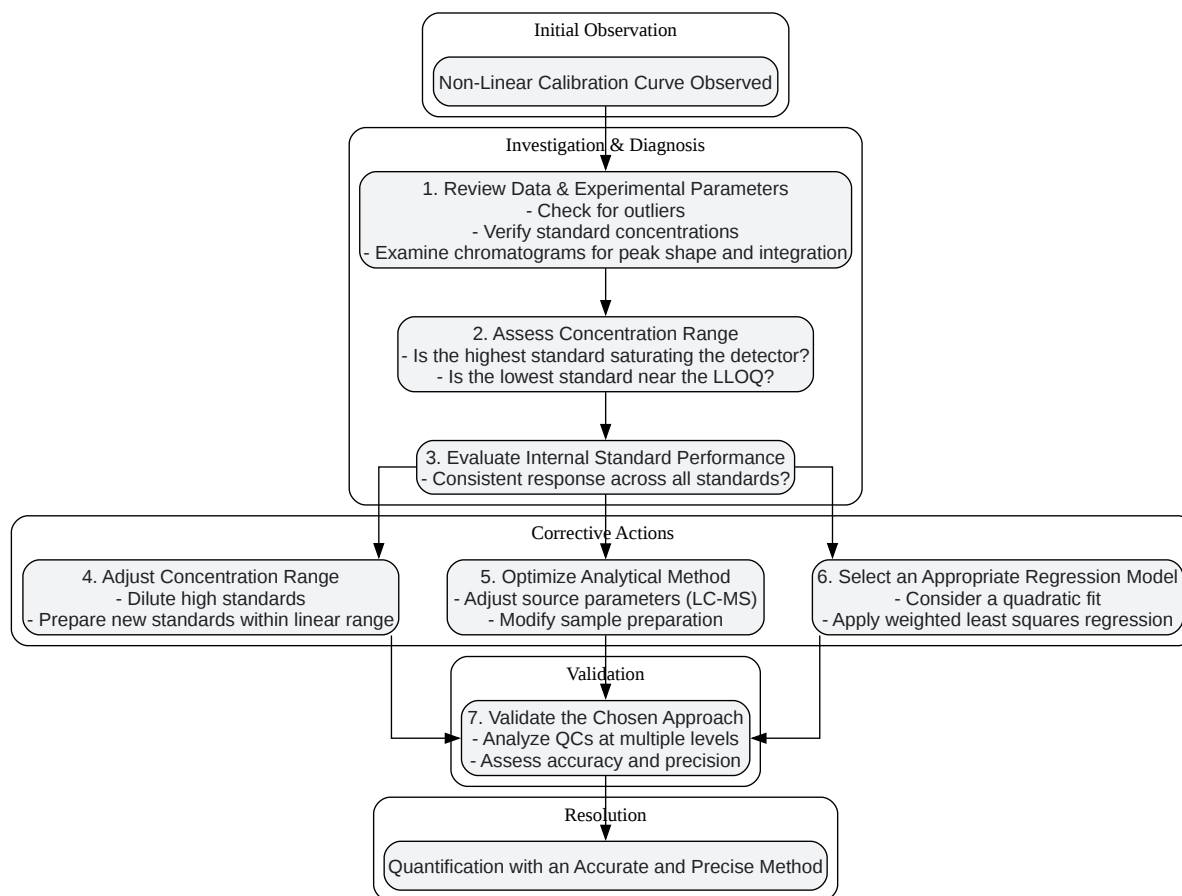 Initial Observation
Non-Linear Calibration Curve Observed
Investigation & Diagnosis
1. Review Data & Experimental Parameters
- Check for outliers
- Verify standard concentrations
- Examine chromatograms for peak shape and integration
2. Assess Concentration Range
- Is the highest standard saturating the detector?
- Is the lowest standard near the LLOQ?
3. Evaluate Internal Standard Performance
- Consistent response across all standards?
Corrective Actions
4. Adjust Concentration Range
- Dilute high standards
- Prepare new standards within linear range
5. Optimize Analytical Method
- Adjust source parameters (LC-MS)
- Modify sample preparation
6. Select an Appropriate Regression Model
- Consider a quadratic fit
- Apply weighted least squares regression
Validation
7. Validate the Chosen Approach
- Analyze QCs at multiple levels
- Assess accuracy and precision
Resolution
Quantification with an Accurate and Precise Method